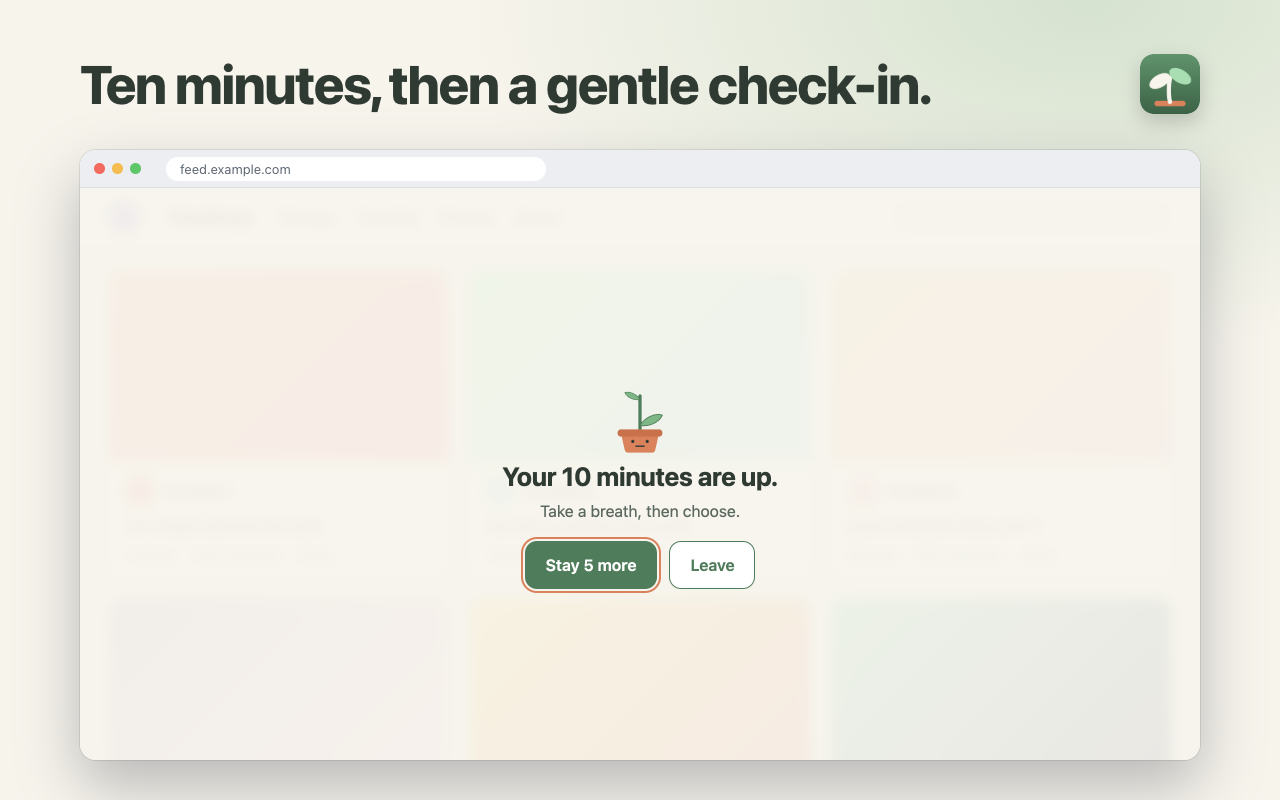 Ten minutes, then a gentle check-in.
feed.example.com
Your 10 minutes are up.
Take a breath, then choose.
Stay 5 more
Leave